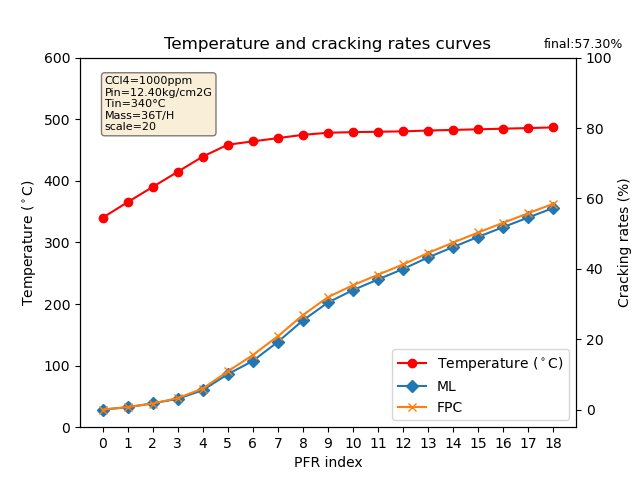 Temperature and cracking rates curves
final:57.30%
CCl4=1000ppm
Pin=12.40kg/cm2G
Tin=340°C
Mass=36T/H
scale=20
Temperature (°C)
600
500
400
300
200
100
0
100
80
60
40
20
0
Cracking rates (%)
Temperature (°C)
ML
FPC
0 1 2 3 4 5 6 7 8 9 10 11 12 13 14 15 16 17 18
PFR index